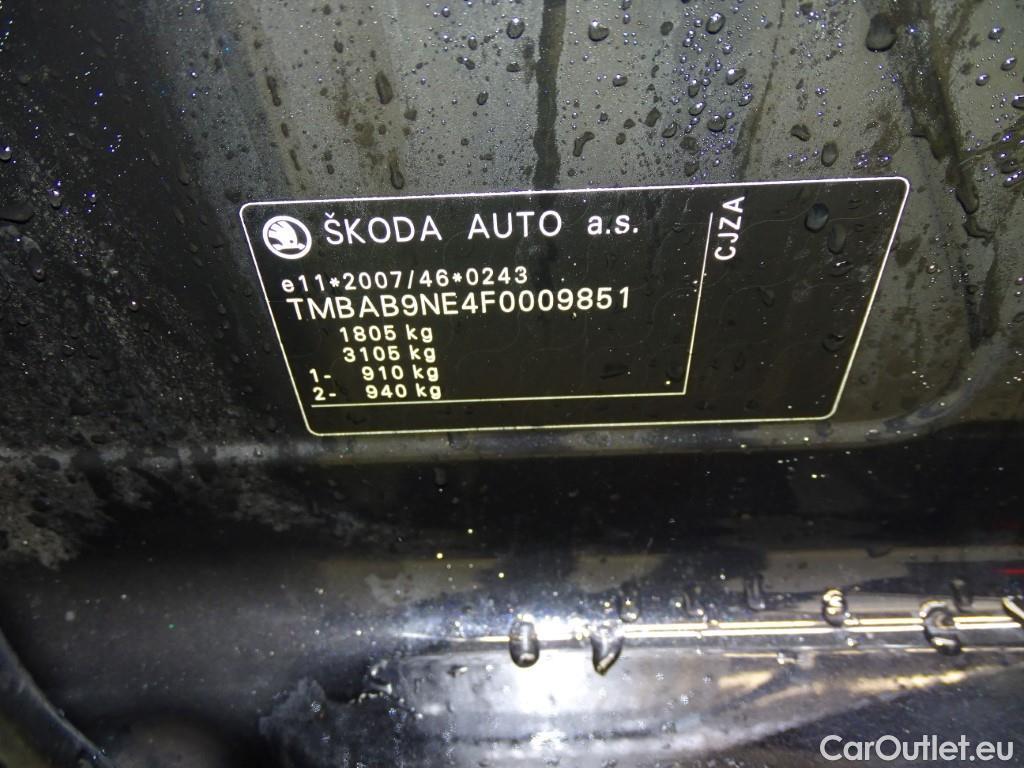 ŠKODA AUTO a.s.
e11*2007/46*0243
TMBAB9NE4F0009851
1805 kg
3105 kg
1- 910 kg
2- 940 kg
CJZA
CarOutlet.eu